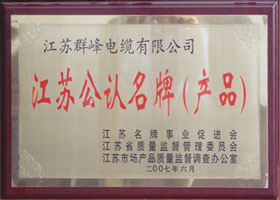 江苏群峰电缆有限公司
江苏公认名牌(产品)
江苏名牌事业促进会
江苏省质量监督管理委员会
江苏市场产品质量监督调查办公室
二00七年六月